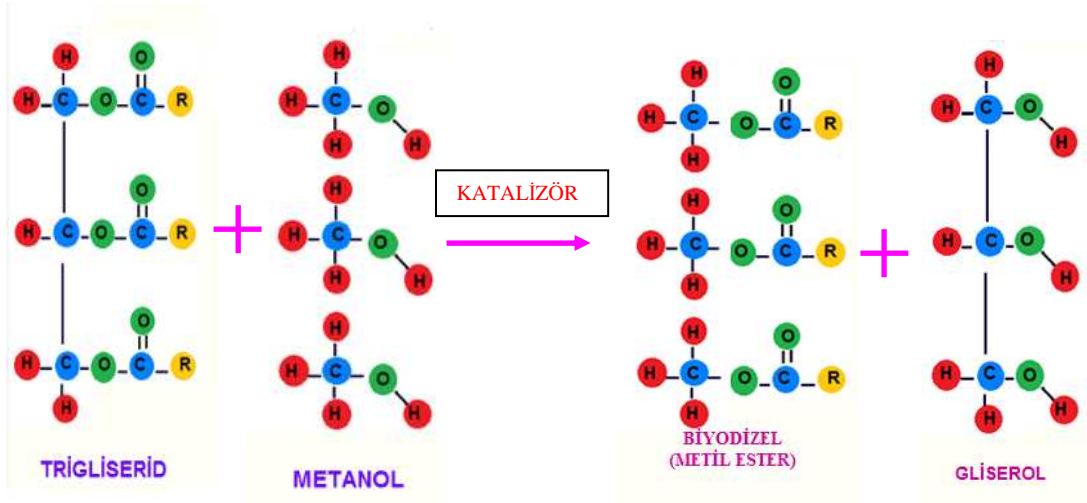 H O H H O
H C O C R H C O H C O C R H C O
H H H H
O H H O
H C O C R H C O H C O C R H C O
H H H H
O H H O
H C O C R H C O H C O C R H C O
H H H H H H
KATALİZÖR
TRİGLİSERİD
METANOL
BİYODİZEL
(METİL ESTER)
GLİSEROL